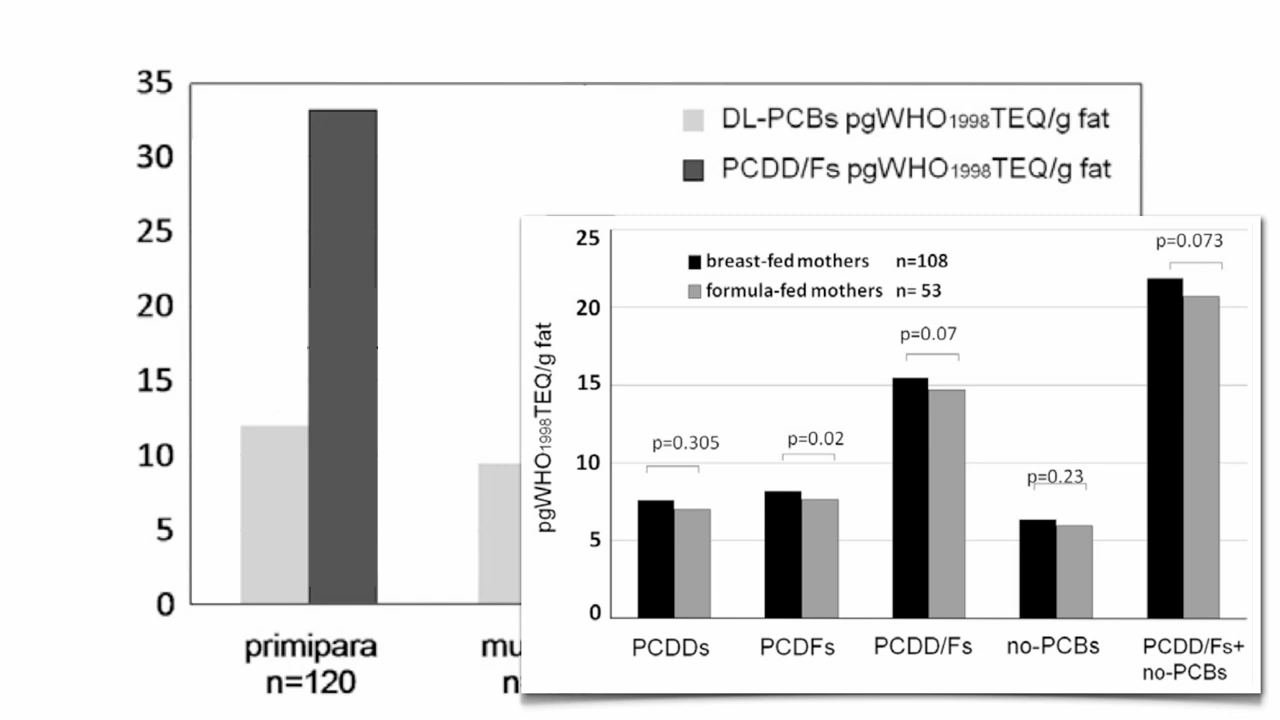 35
30
25
20
15
10
5
0
DL-PCBs pgWHO1998TEQ/g fat
PCDD/Fs pgWHO1998TEQ/g fat
primipara
n=120
mu
n
pgWHO1998TEQ/g fat
25
20
15
10
5
0
breast-fed mothers n=108
formula-fed mothers n= 53
p=0.305
p=0.02
p=0.07
p=0.23
p=0.073
PCDDs
PCDFs
PCDD/Fs
no-PCBs
PCDD/Fs+
no-PCBs